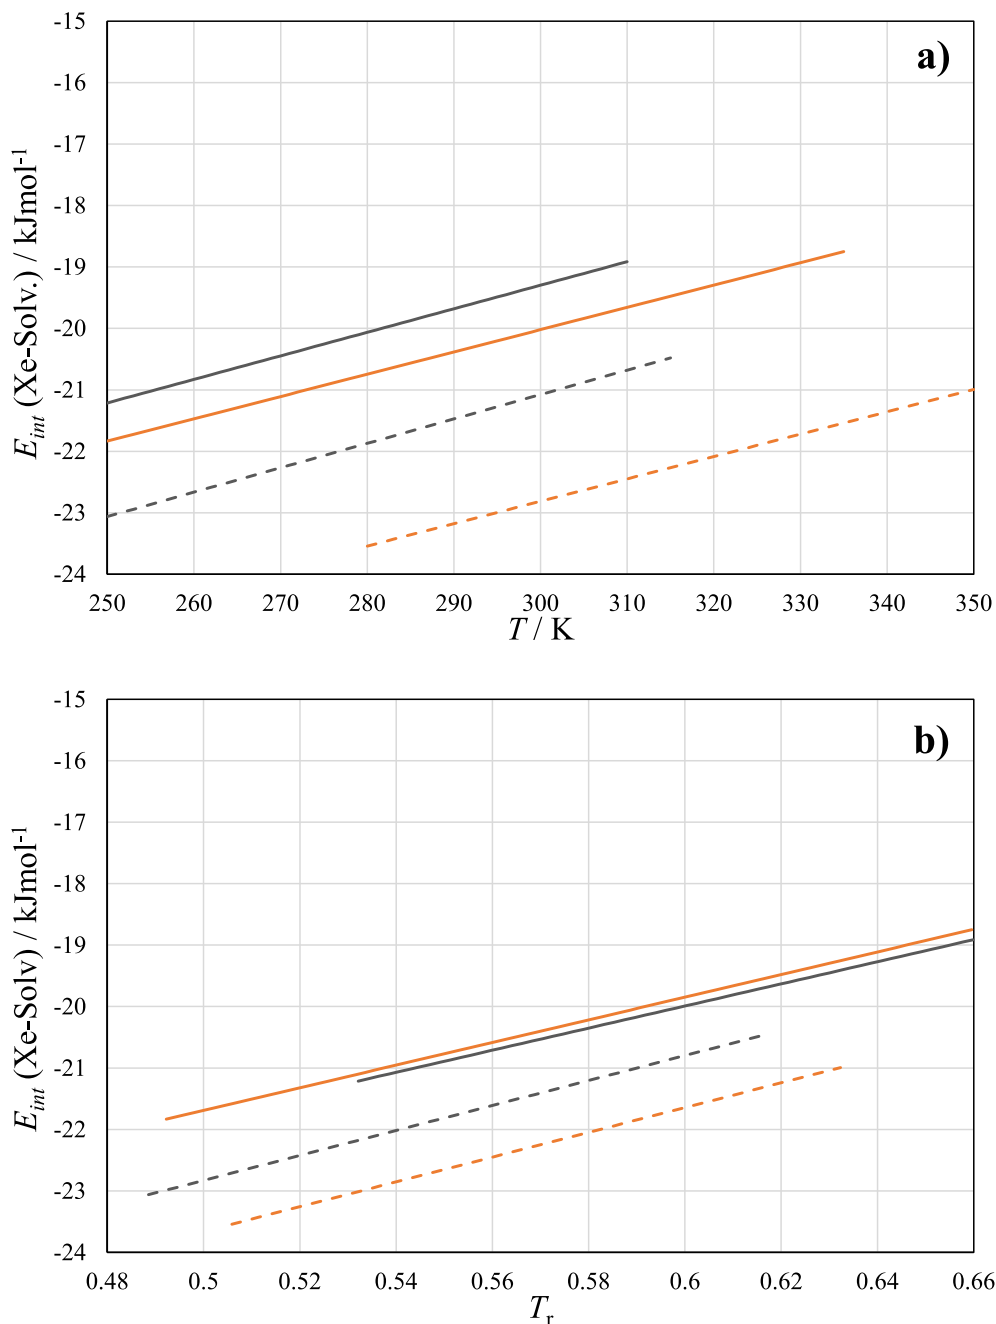 a)
-15
-16
-17
-18
-19
-20
-21
-22
-23
-24
E_int (Xe-Solv.) / kJmol⁻¹
250 260 270 280 290 300 310 320 330 340 350
T / K
b)
-15
-16
-17
-18
-19
-20
-21
-22
-23
-24
E_int (Xe-Solv) / kJmol⁻¹
0.48 0.5 0.52 0.54 0.56 0.58 0.6 0.62 0.64 0.66
T_r